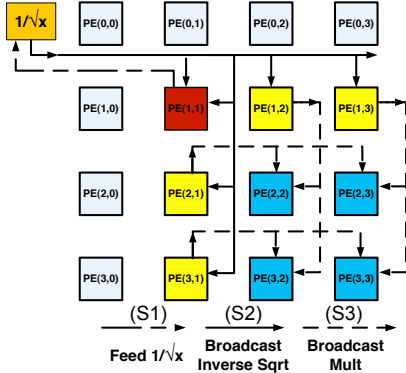 1/√x
PE(0,0) PE(0,1) PE(0,2) PE(0,3)
PE(1,0) PE(1,1) PE(1,2) PE(1,3)
PE(2,0) PE(2,1) PE(2,2) PE(2,3)
PE(3,0) PE(3,1) PE(3,2) PE(3,3)
(S1) (S2) (S3)
Feed 1/√x Broadcast Broadcast
Inverse Sqrt Mult